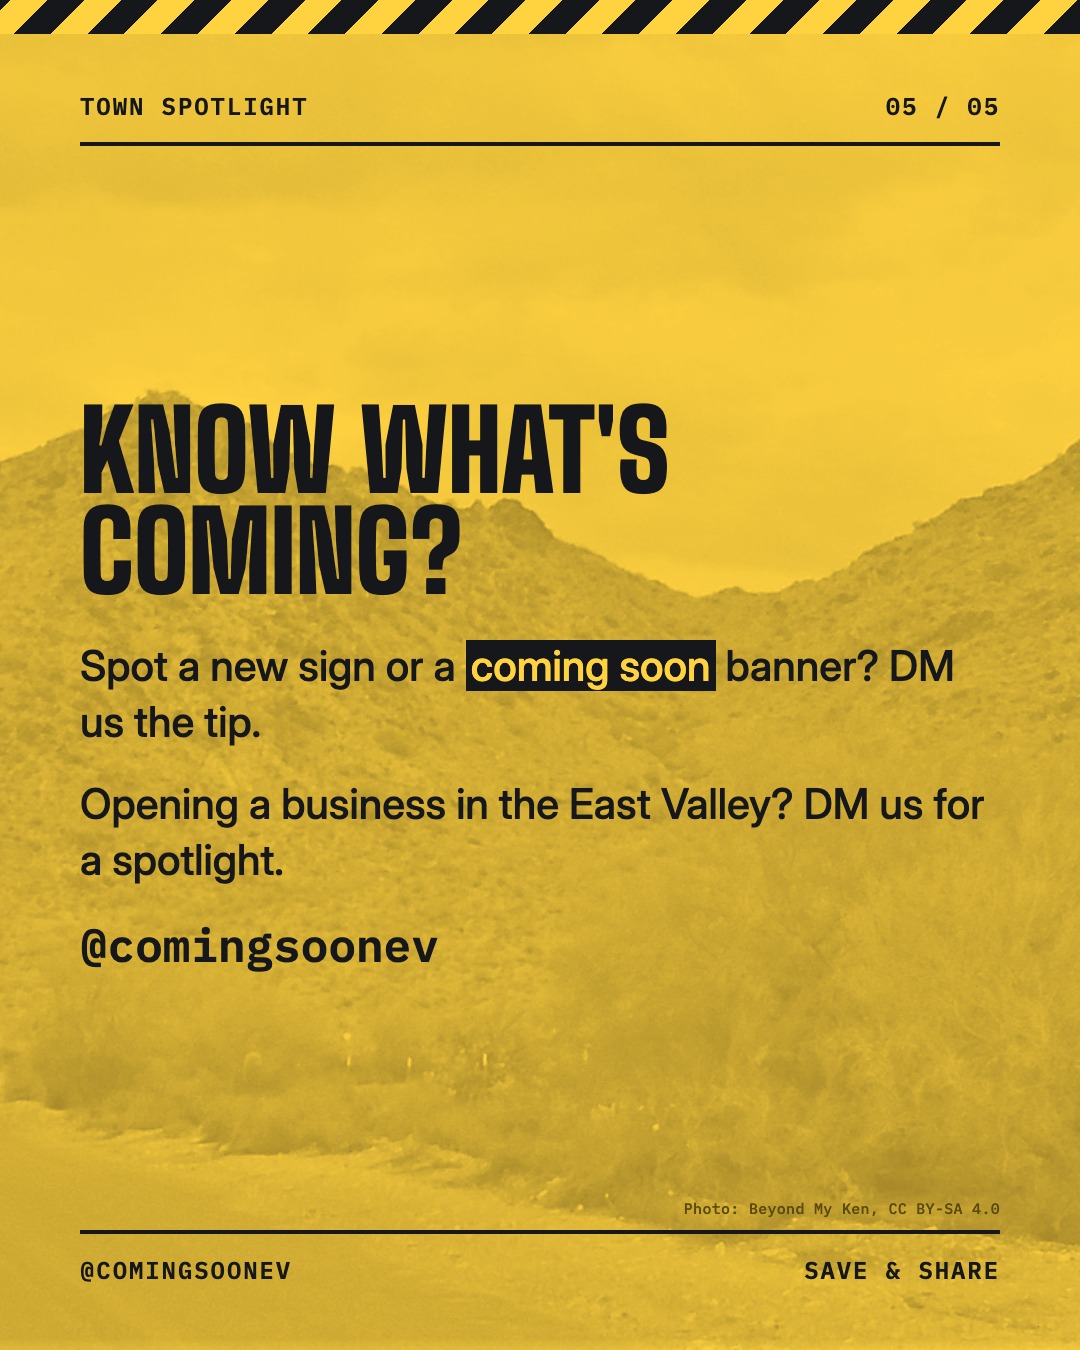 TOWN SPOTLIGHT
05 / 05
KNOW WHAT'S
COMING?
Spot a new sign or a coming soon banner? DM
us the tip.
Opening a business in the East Valley? DM us for
a spotlight.
@comingsoonev
Photo: Beyond My Ken, CC BY-SA 4.0
@COMINGSOONEV
SAVE & SHARE